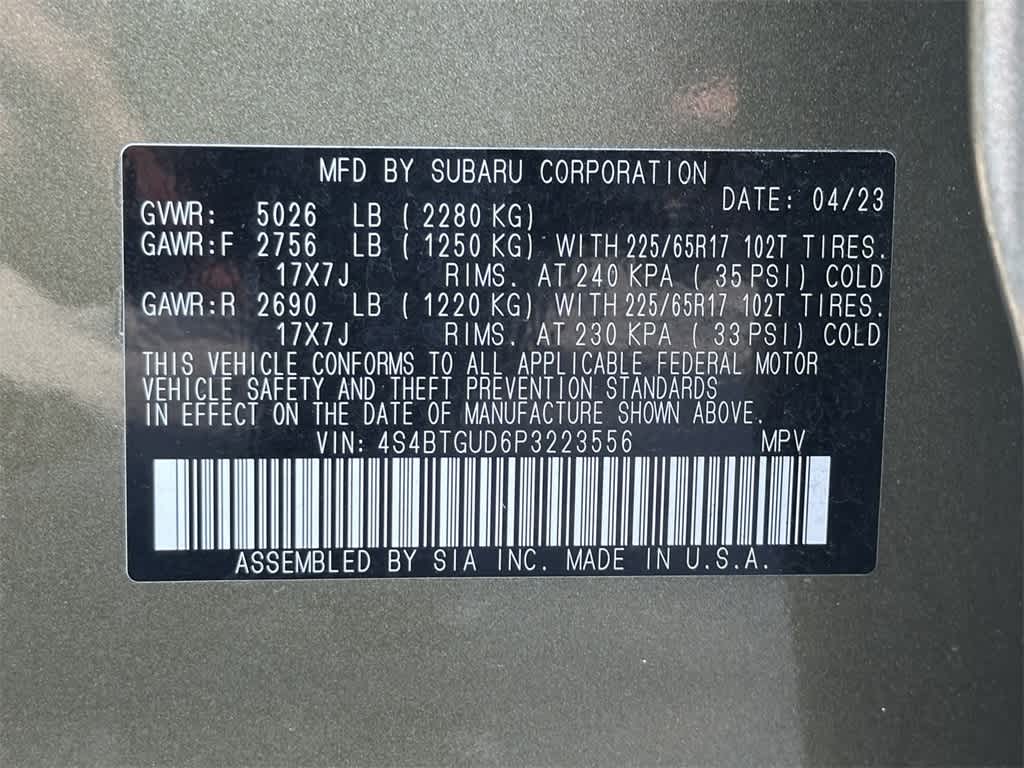 MFD BY SUBARU CORPORATION
DATE: 04/23
GVWR: 5026 LB ( 2280 KG)
GAWR:F 2756 LB ( 1250 KG) WITH 225/65R17 102T TIRES.
17X7J RIMS. AT 240 KPA ( 35 PSI) COLD
GAWR:R 2690 LB ( 1220 KG) WITH 225/65R17 102T TIRES.
17X7J RIMS. AT 230 KPA ( 33 PSI) COLD
THIS VEHICLE CONFORMS TO ALL APPLICABLE FEDERAL MOTOR
VEHICLE SAFETY AND THEFT PREVENTION STANDARDS
IN EFFECT ON THE DATE OF MANUFACTURE SHOWN ABOVE.
VIN: 4S4BTGUD6P3223556 MPV
ASSEMBLED BY SIA INC. MADE IN U.S.A.